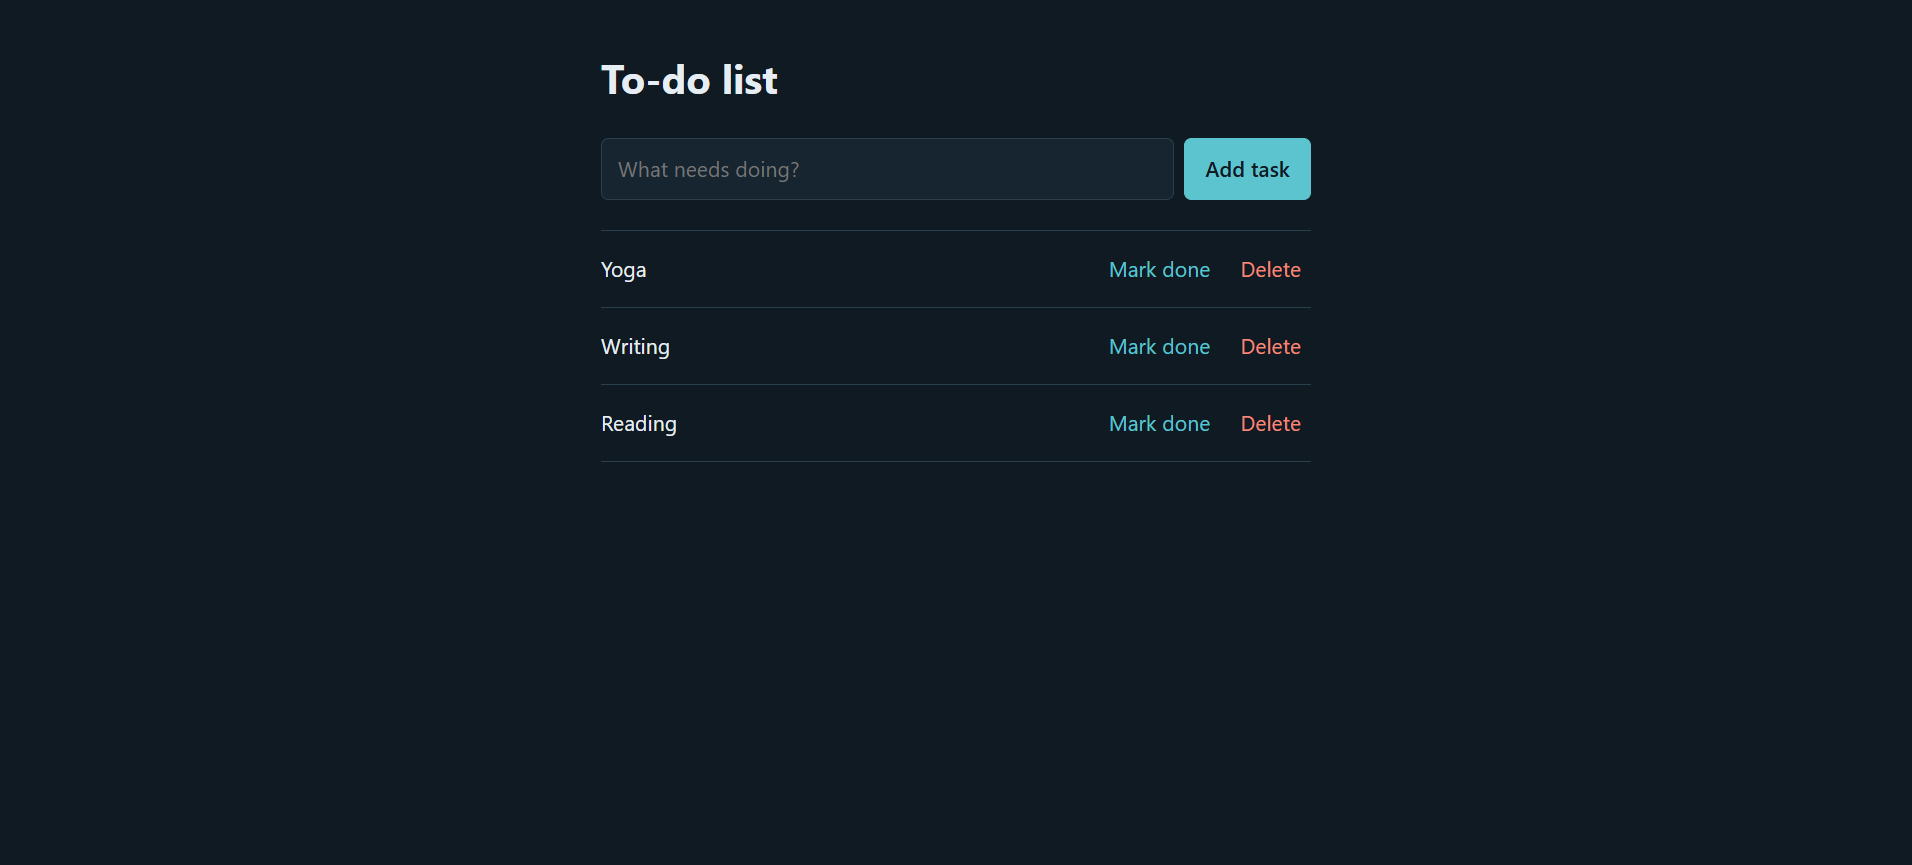 To-do list
What needs doing? Add task
Yoga Mark done Delete
Writing Mark done Delete
Reading Mark done Delete